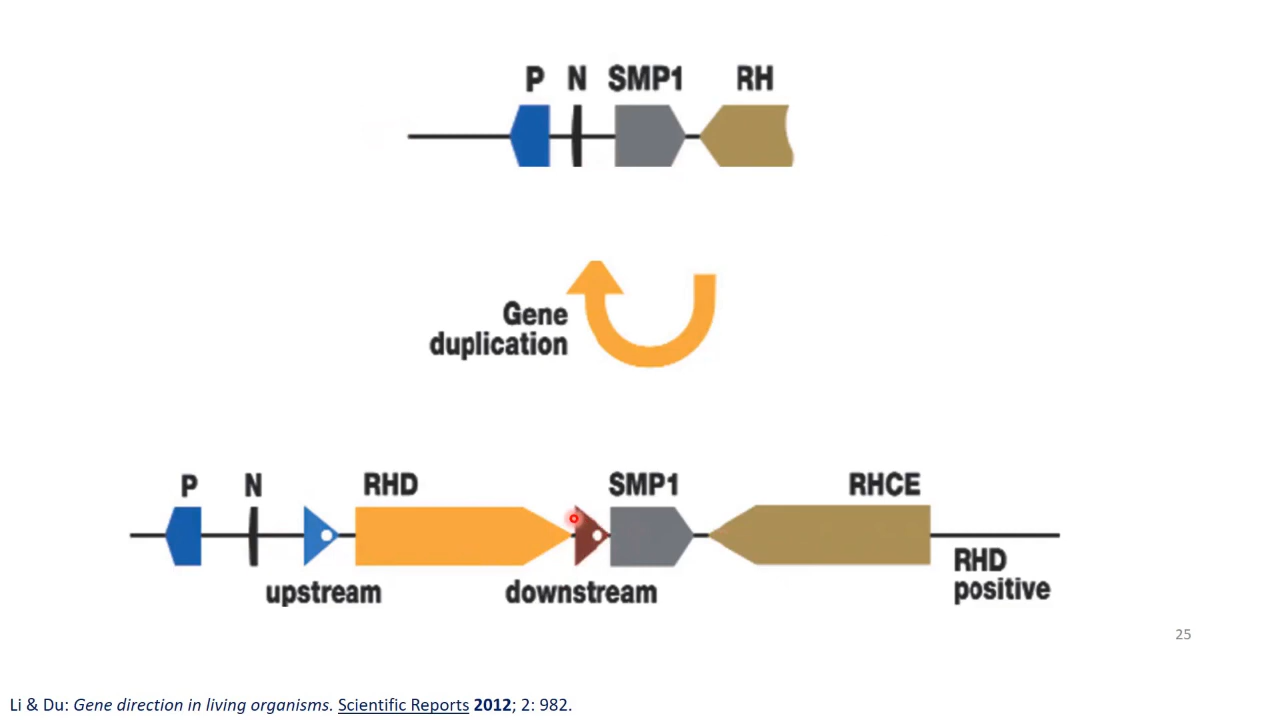 P N SMP1 RH
Gene
duplication
P N RHD SMP1 RHCE
RHD
positive
upstream downstream
25
Li & Du: Gene direction in living organisms. Scientific Reports 2012; 2: 982.